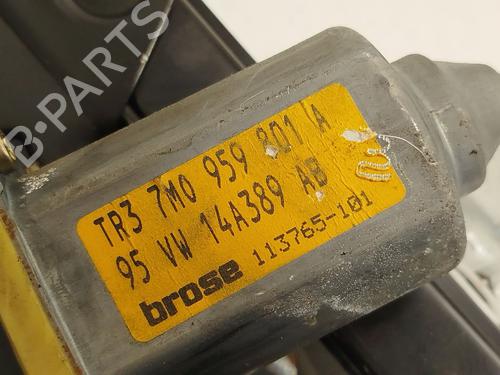 B-PARTS
TR3 7M0 959 801 A
95 VW 14A389 AB
brose 113765-101